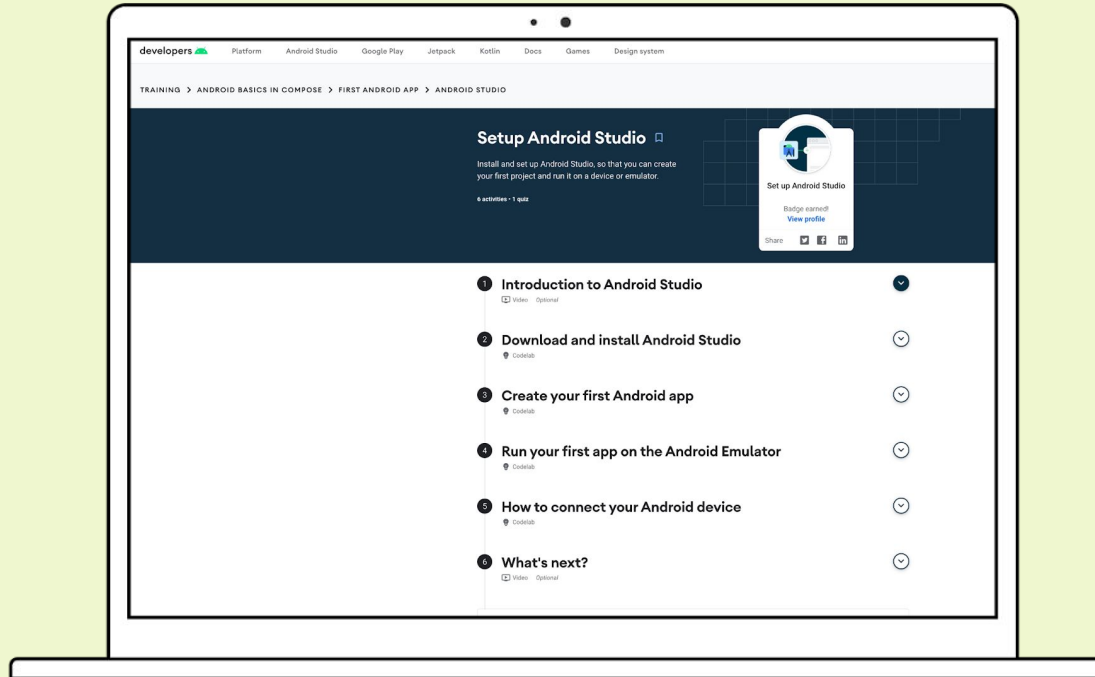 developers Platform Android Studio Google Play Jetpack Kotlin Docs Games Design system
TRAINING > ANDROID BASICS IN COMPOSE > FIRST ANDROID APP > ANDROID STUDIO
Setup Android Studio
Install and set up Android Studio, so that you can create
your first project and run it on a device or emulator.
6 activities • 1 quiz
Set up Android Studio
Badge earned!
View profile
Share
1 Introduction to Android Studio
Video Optional
2 Download and install Android Studio
Codelab
3 Create your first Android app
Codelab
4 Run your first app on the Android Emulator
Codelab
5 How to connect your Android device
Codelab
6 What's next?
Video Optional